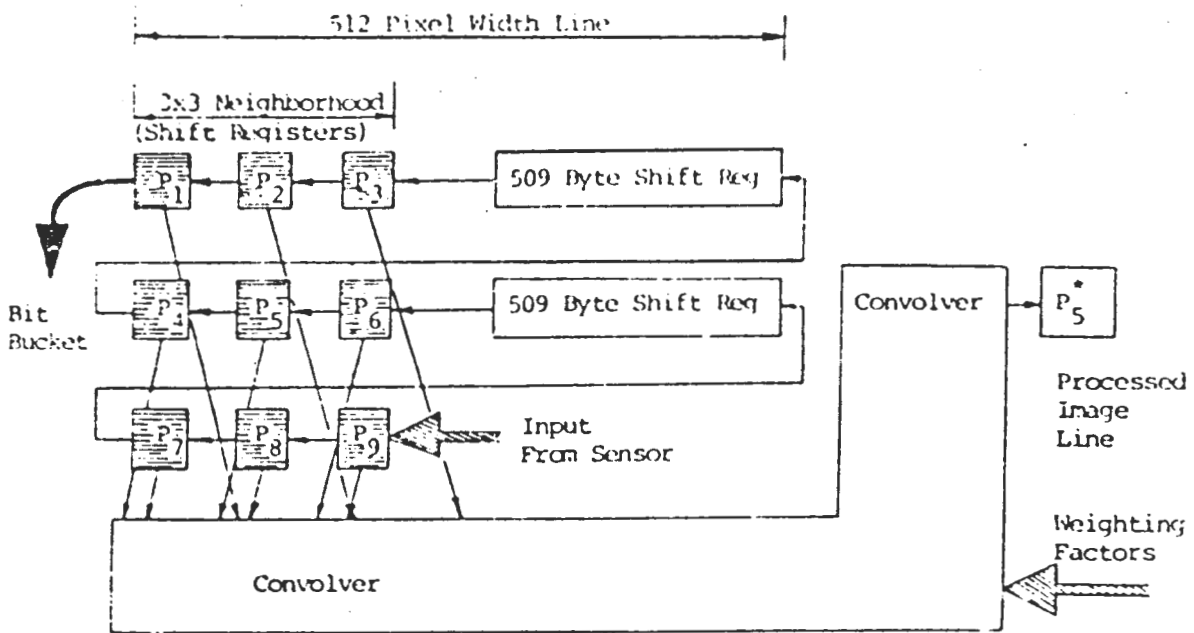 512 Pixel Width Line
3x3 Neighborhood
(Shift Registers)
P1
P2
P3
509 Byte Shift Reg
Bit
Bucket
P4
P5
P6
509 Byte Shift Reg
Convolver
P5*
P7
P8
P9
Input
From Sensor
Processed
Image
Line
Convolver
Weighting
Factors